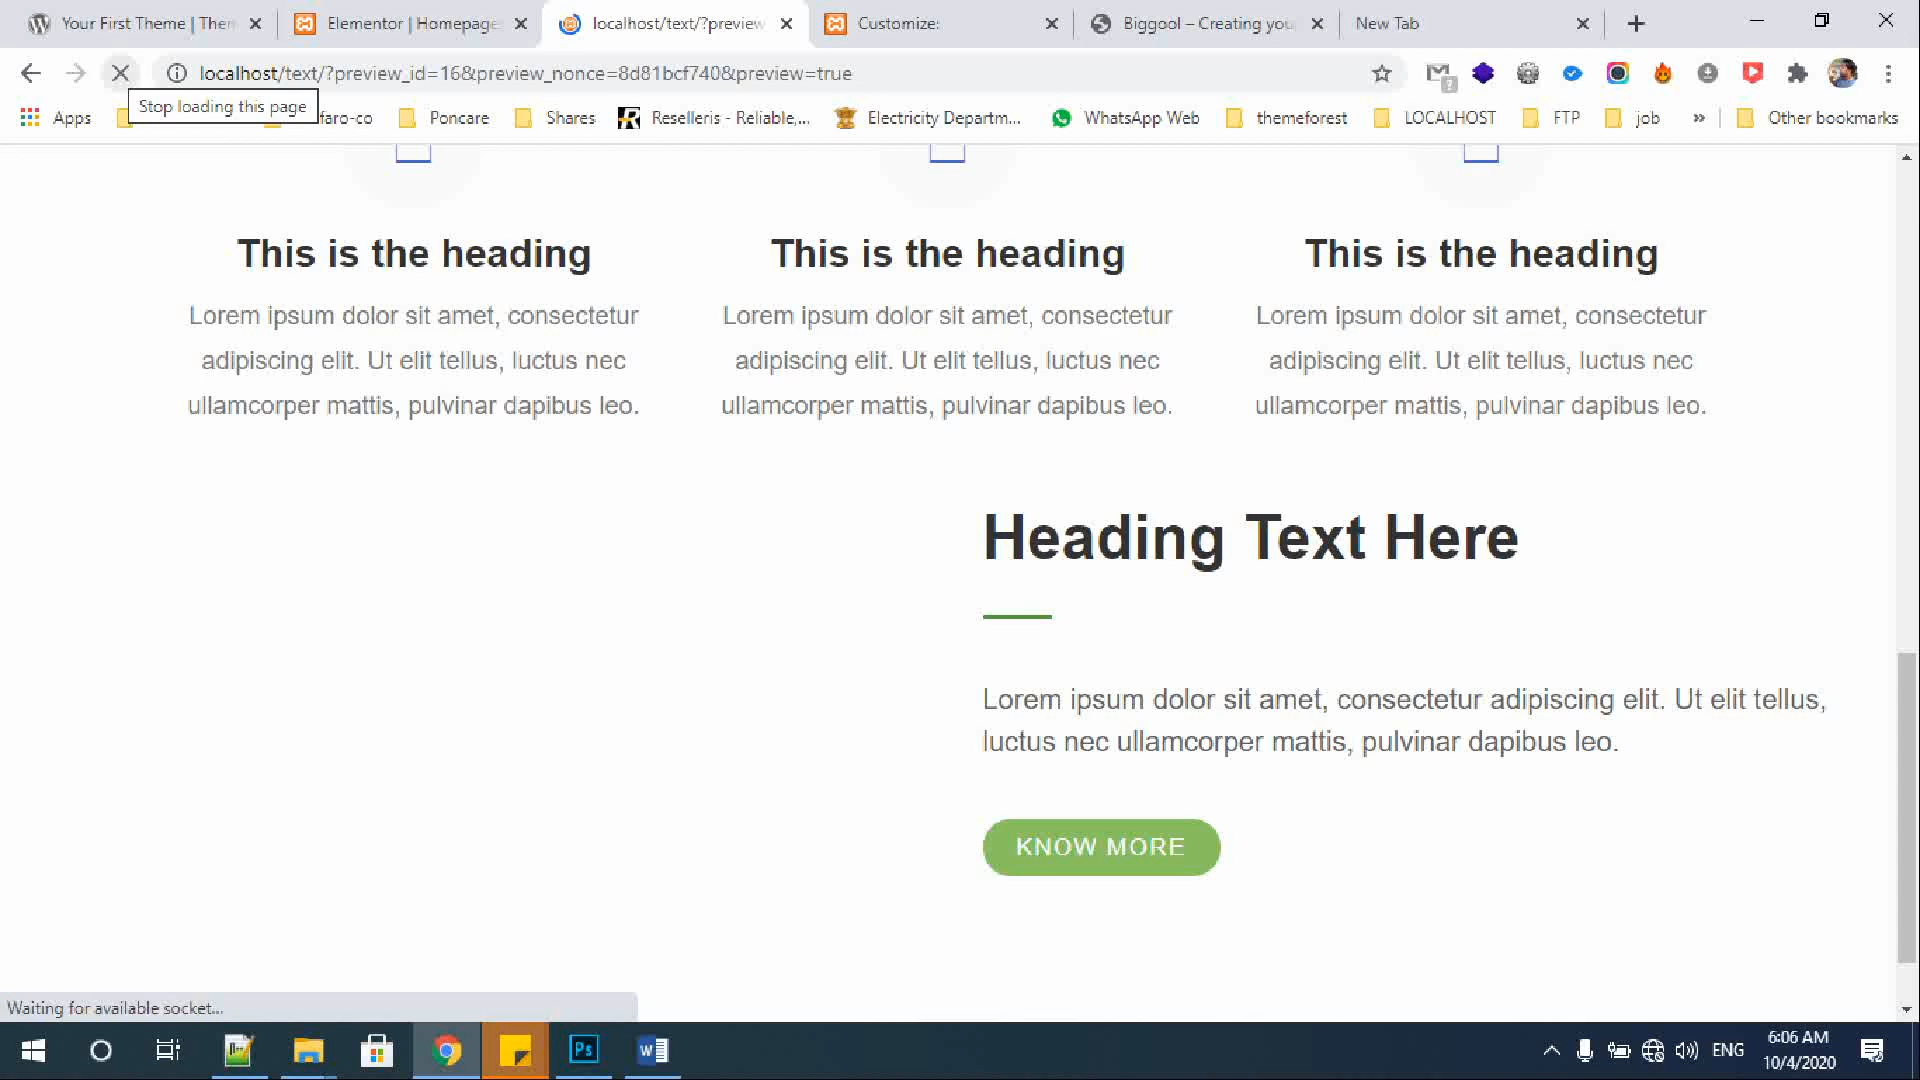 Your First Theme | Then
Elementor | Homepage
localhost/text/?preview
Customize:
Biggool – Creating you
New Tab
localhost/text/?preview_id=16&preview_nonce=8d81bcf740&preview=true
Stop loading this page
Apps
faro-co
Poncare
Shares
Reselleris - Reliable,...
Electricity Departm...
WhatsApp Web
themeforest
LOCALHOST
FTP
job
»
Other bookmarks
This is the heading
Lorem ipsum dolor sit amet, consectetur
adipiscing elit. Ut elit tellus, luctus nec
ullamcorper mattis, pulvinar dapibus leo.
This is the heading
Lorem ipsum dolor sit amet, consectetur
adipiscing elit. Ut elit tellus, luctus nec
ullamcorper mattis, pulvinar dapibus leo.
This is the heading
Lorem ipsum dolor sit amet, consectetur
adipiscing elit. Ut elit tellus, luctus nec
ullamcorper mattis, pulvinar dapibus leo.
Heading Text Here
Lorem ipsum dolor sit amet, consectetur adipiscing elit. Ut elit tellus,
luctus nec ullamcorper mattis, pulvinar dapibus leo.
KNOW MORE
Waiting for available socket...
Ps
W
ENG
6:06 AM
10/4/2020